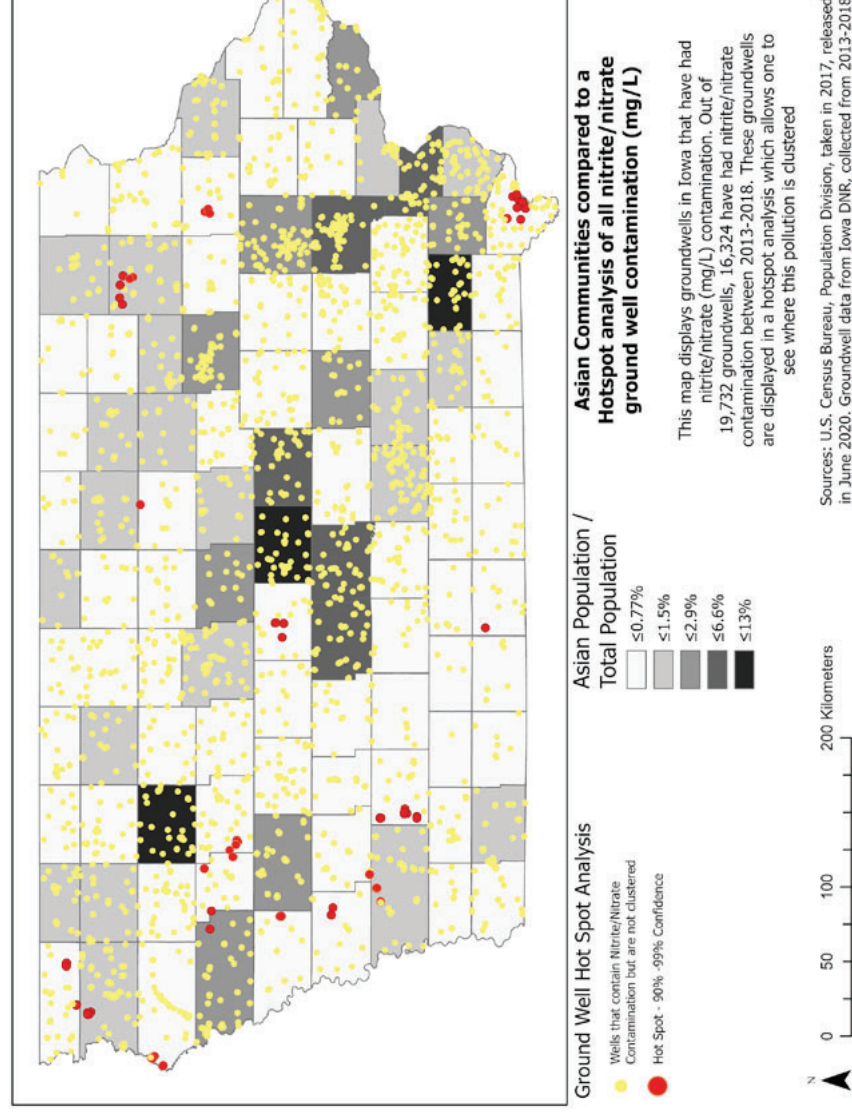 Asian Communities compared to a
Hotspot analysis of all nitrite/nitrate
ground well contamination (mg/L)
This map displays groundwells in Iowa that have had
nitrite/nitrate (mg/L) contamination. Out of
19,732 groundwells, 16,324 have had nitrite/nitrate
contamination between 2013-2018. These groundwells
are displayed in a hotspot analysis which allows one to
see where this pollution is clustered
Sources: U.S. Census Bureau, Population Division, taken in 2017, released
in June 2020. Groundwell data from Iowa DNR, collected from 2013-2018
Asian Population /
Total Population
≤0.77%
≤1.5%
≤2.9%
≤6.6%
≤13%
Ground Well Hot Spot Analysis
Wells that contain Nitrite/Nitrate
Contamination but are not clustered
Hot Spot - 90% -99% Confidence
N
0 50 100 200 Kilometers